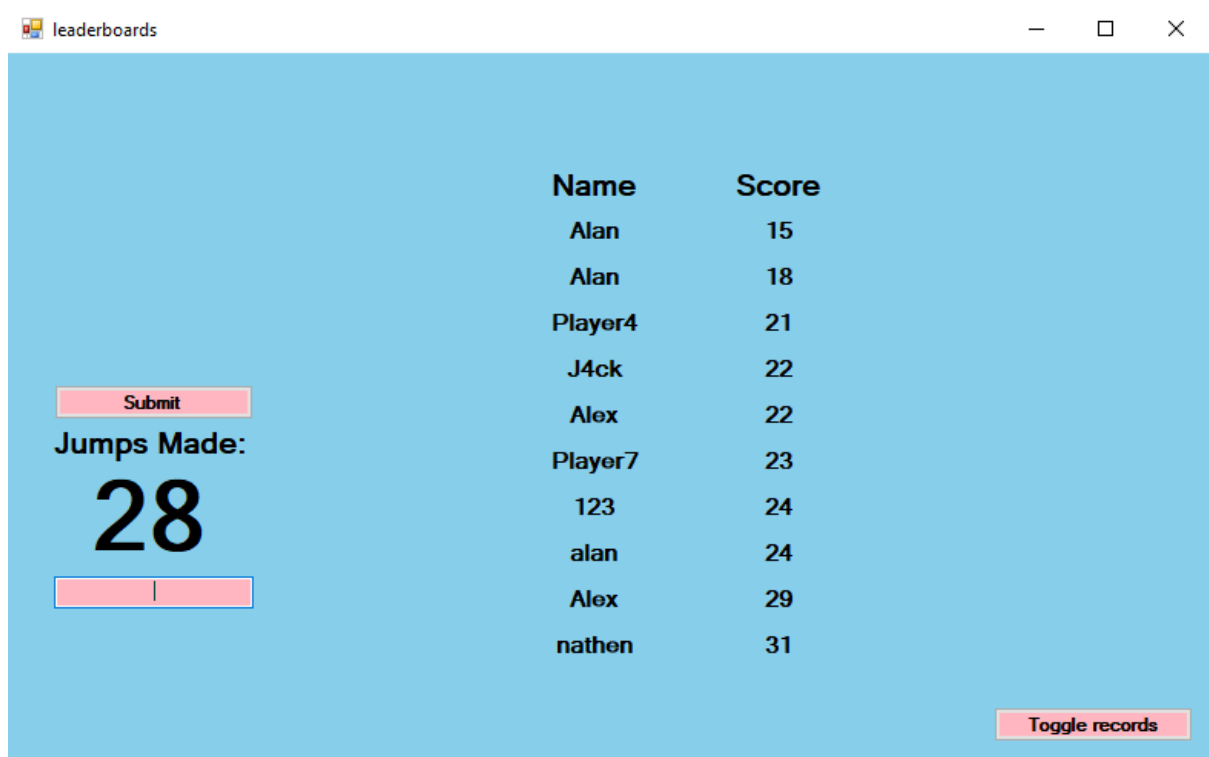 leaderboards
Name Score
Alan 15
Alan 18
Player4 21
J4ck 22
Alex 22
Player7 23
123 24
alan 24
Alex 29
nathen 31
Submit
Jumps Made:
28
Toggle records